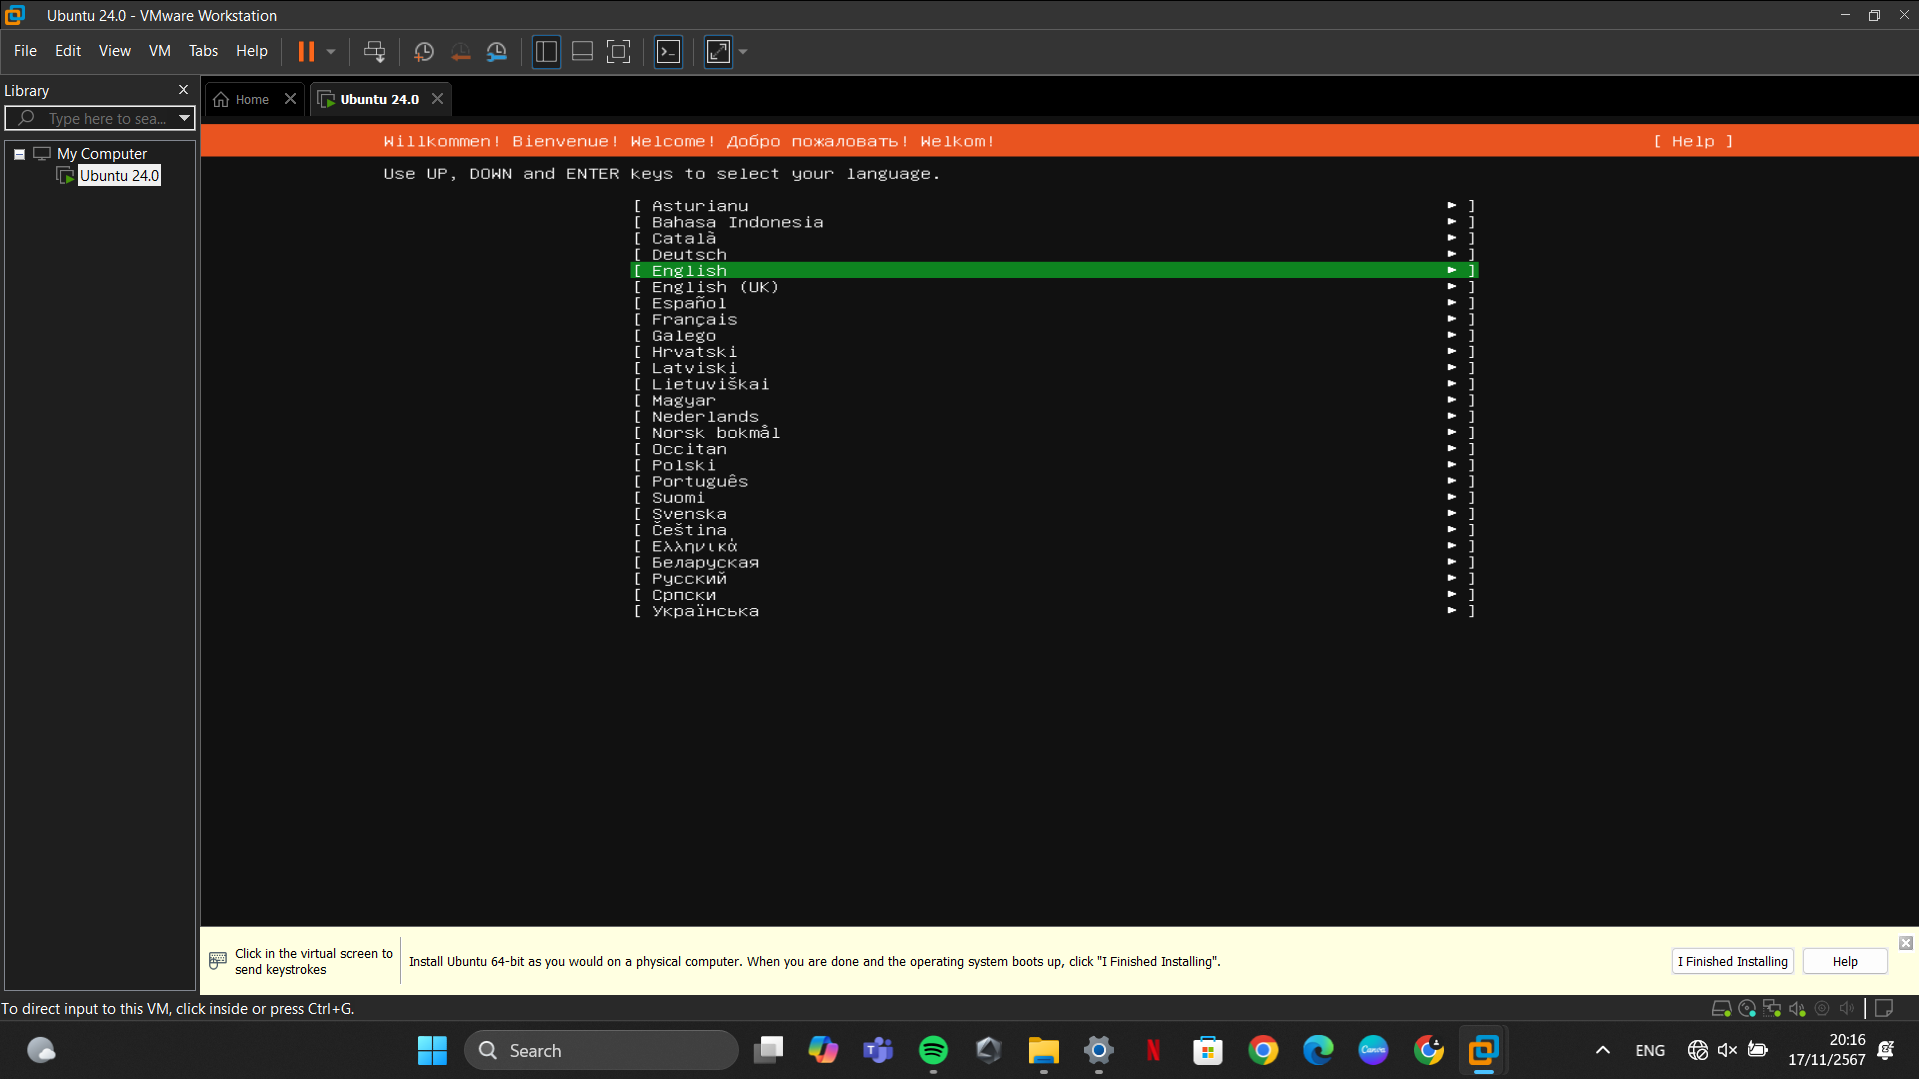 Ubuntu 24.0 - VMware Workstation
File Edit View VM Tabs Help
Library
Type here to sea...
My Computer
Ubuntu 24.0
Home
Ubuntu 24.0
Willkommen! Bienvenue! Welcome! Добро пожаловать! Welkom! [ Help ]
Use UP, DOWN and ENTER keys to select your language.
[ Asturianu ► ]
[ Bahasa Indonesia ► ]
[ Català ► ]
[ Deutsch ► ]
[ English ► ]
[ English (UK) ► ]
[ Español ► ]
[ Français ► ]
[ Galego ► ]
[ Hrvatski ► ]
[ Latviski ► ]
[ Lietuviškai ► ]
[ Magyar ► ]
[ Nederlands ► ]
[ Norsk bokmål ► ]
[ Occitan ► ]
[ Polski ► ]
[ Português ► ]
[ Suomi ► ]
[ Svenska ► ]
[ Čeština ► ]
[ Ελληνικά ► ]
[ Беларуская ► ]
[ Русский ► ]
[ Српски ► ]
[ Українська ► ]
Click in the virtual screen to
send keystrokes
Install Ubuntu 64-bit as you would on a physical computer. When you are done and the operating system boots up, click "I Finished Installing".
I Finished Installing
Help
To direct input to this VM, click inside or press Ctrl+G.
Search
Canva
ENG
20:16
17/11/2567